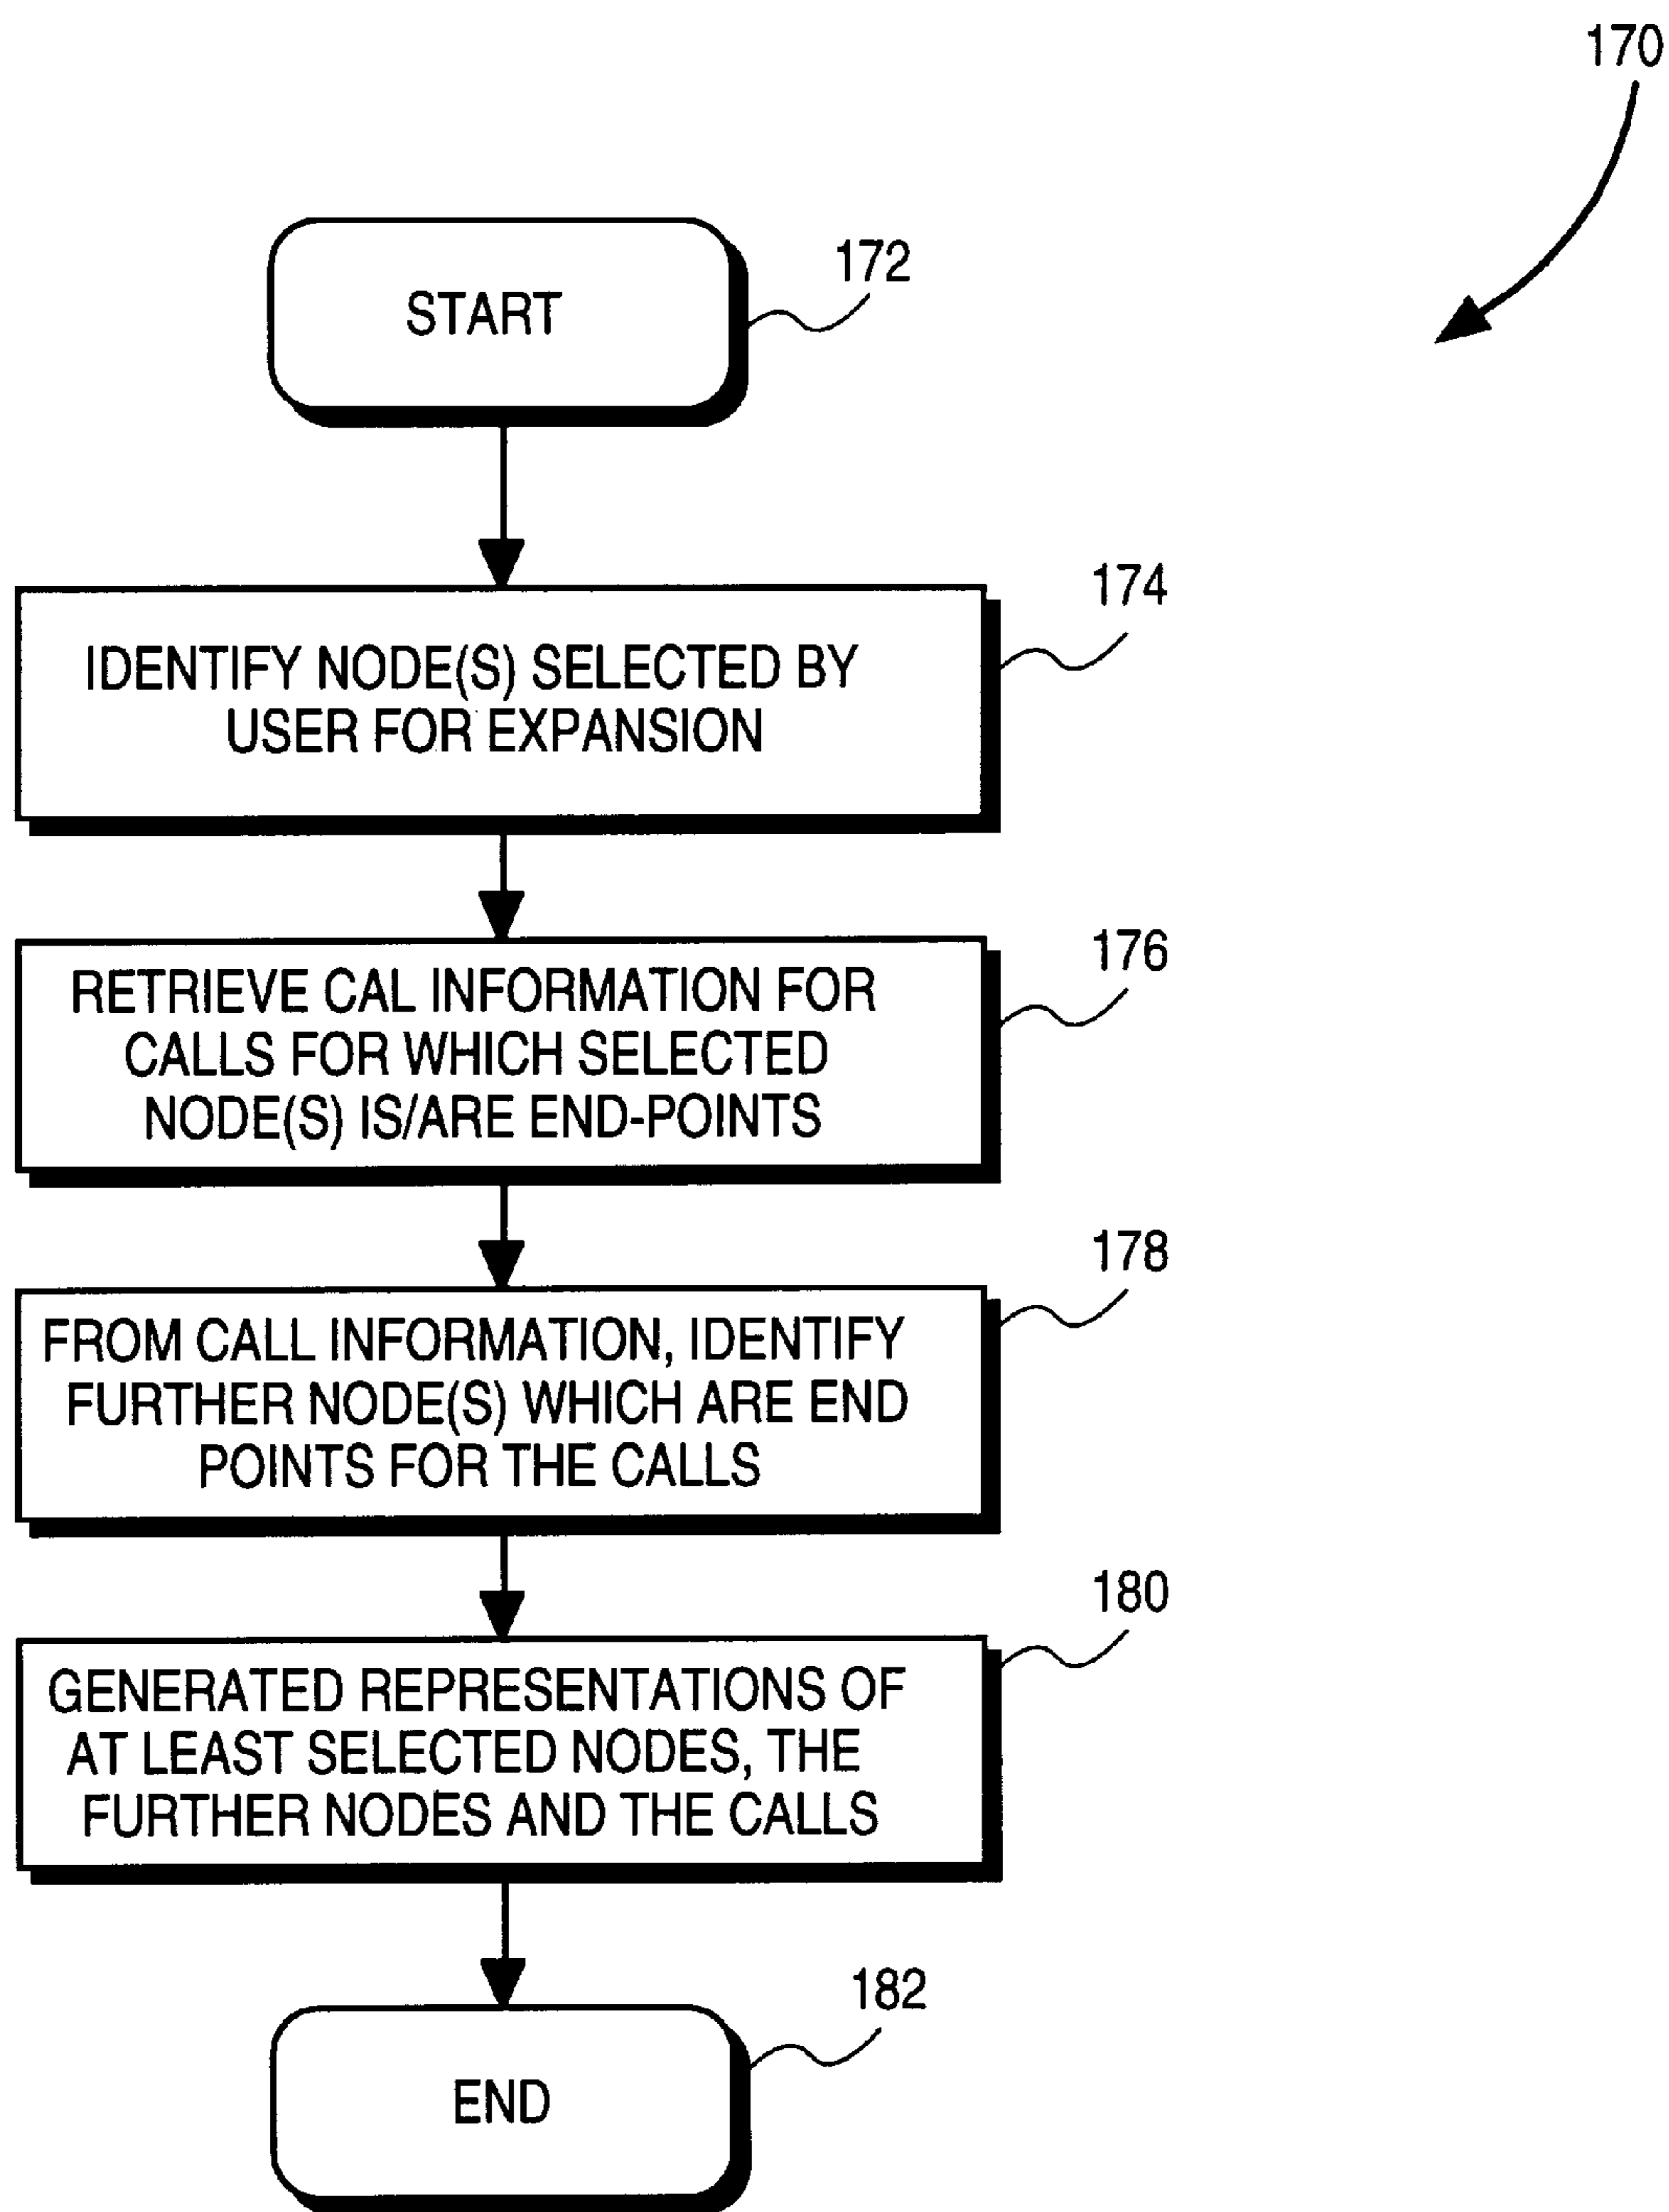 170
START
172
IDENTIFY NODE(S) SELECTED BY
USER FOR EXPANSION
174
RETRIEVE CAL INFORMATION FOR
CALLS FOR WHICH SELECTED
NODE(S) IS/ARE END-POINTS
176
FROM CALL INFORMATION, IDENTIFY
FURTHER NODE(S) WHICH ARE END
POINTS FOR THE CALLS
178
GENERATED REPRESENTATIONS OF
AT LEAST SELECTED NODES, THE
FURTHER NODES AND THE CALLS
180
END
182